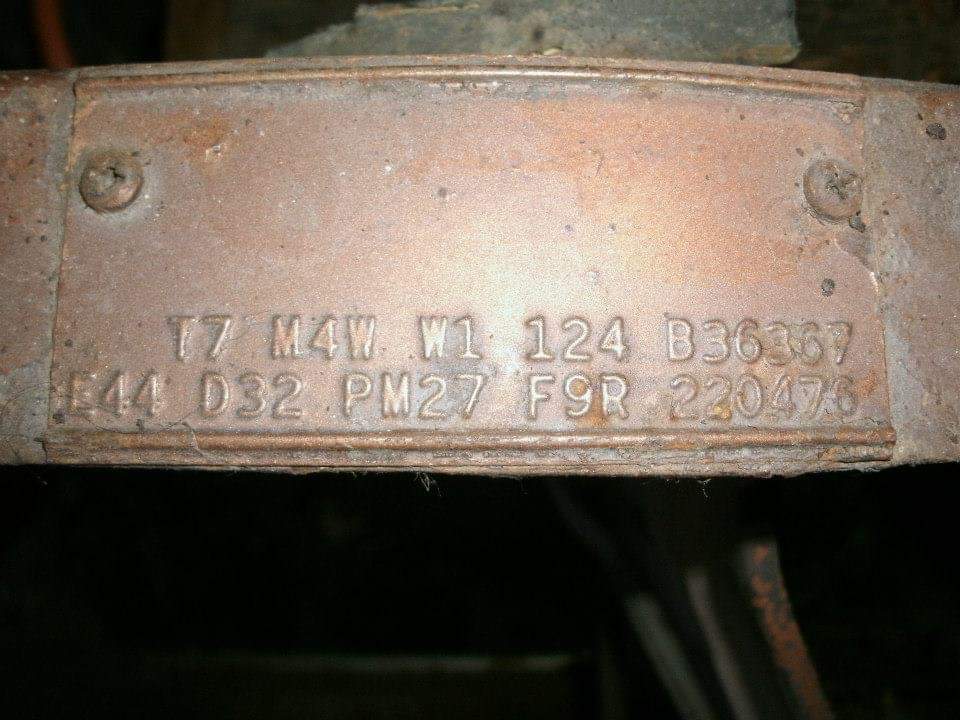 T7 M4W W1 124 B36367
E44 D32 PM27 F9R 220476